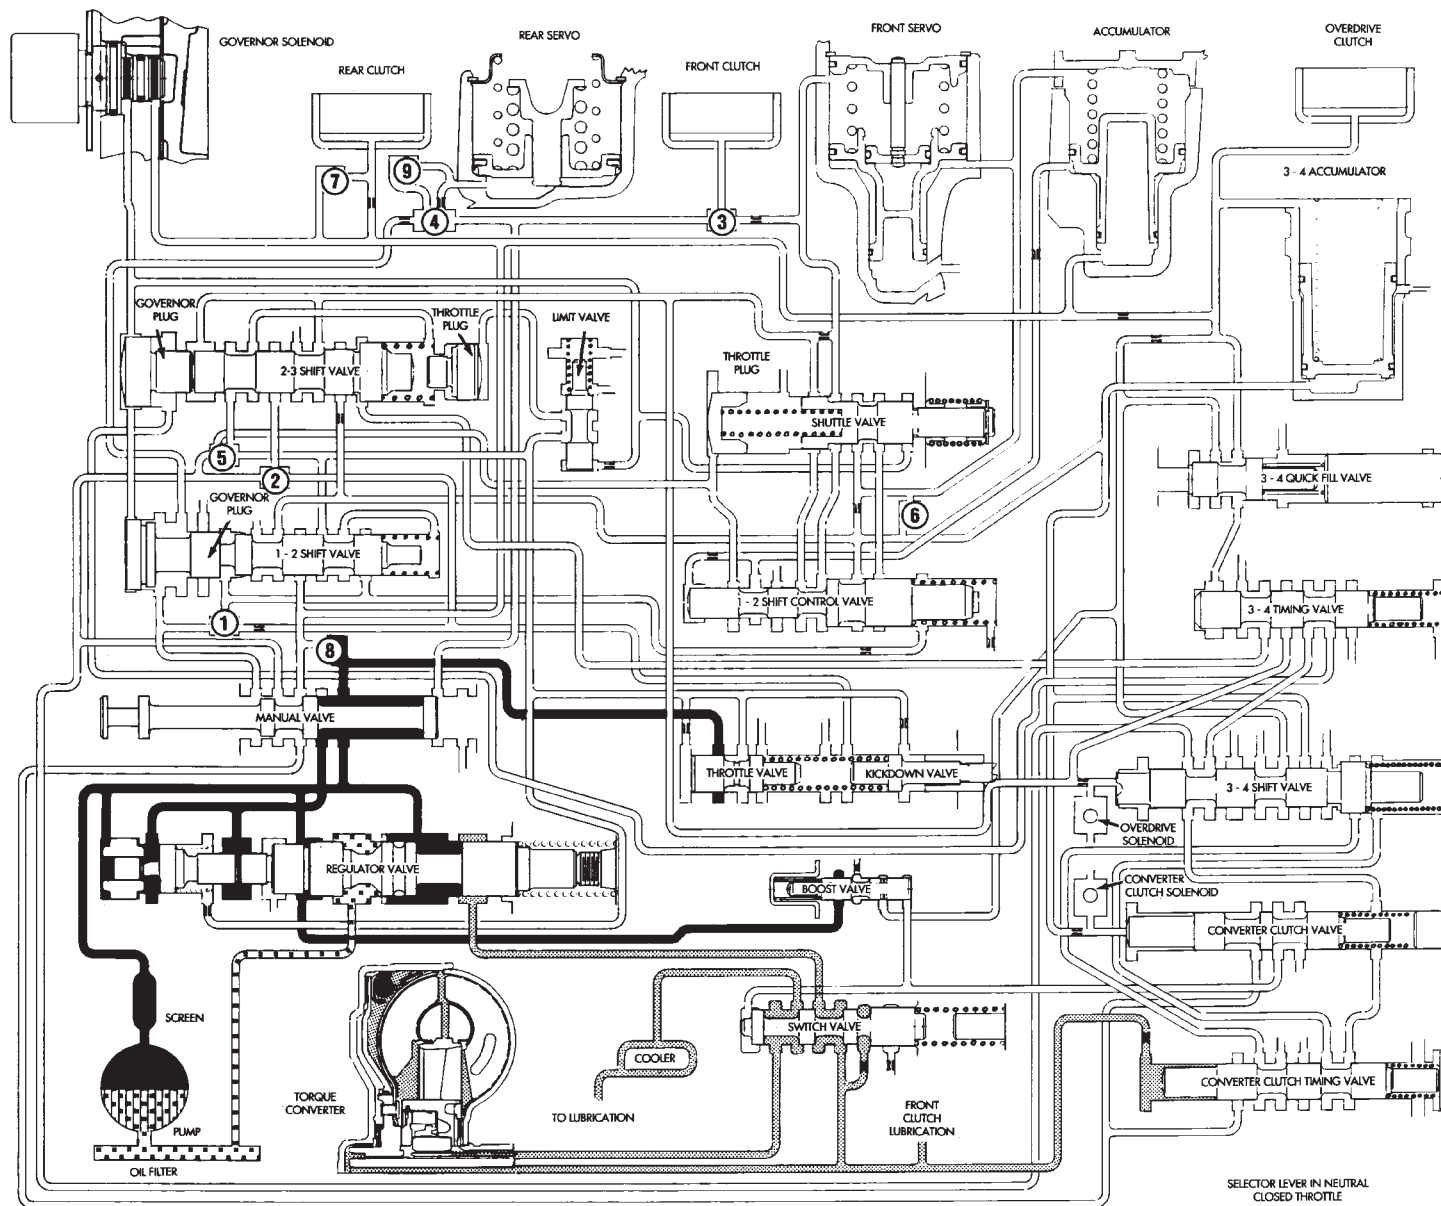 GOVERNOR SOLENOID
REAR SERVO
FRONT SERVO
ACCUMULATOR
OVERDRIVE
CLUTCH
REAR CLUTCH
FRONT CLUTCH
7
9
4
3
3 - 4 ACCUMULATOR
GOVERNOR
PLUG
THROTTLE
PLUG
LIMIT VALVE
2-3 SHIFT VALVE
THROTTLE
PLUG
SHUTTLE VALVE
5
2
3 - 4 QUICK FILL VALVE
GOVERNOR
PLUG
6
1 - 2 SHIFT VALVE
1 - 2 SHIFT CONTROL VALVE
3 - 4 TIMING VALVE
1
8
MANUAL VALVE
THROTTLE VALVE
KICKDOWN VALVE
3 - 4 SHIFT VALVE
OVERDRIVE
SOLENOID
REGULATOR VALVE
BOOST VALVE
CONVERTER
CLUTCH SOLENOID
CONVERTER CLUTCH VALVE
SCREEN
SWITCH VALVE
COOLER
CONVERTER CLUTCH TIMING VALVE
TORQUE
CONVERTER
TO LUBRICATION
FRONT
CLUTCH
LUBRICATION
PUMP
OIL FILTER
SELECTOR LEVER IN NEUTRAL
CLOSED THROTTLE